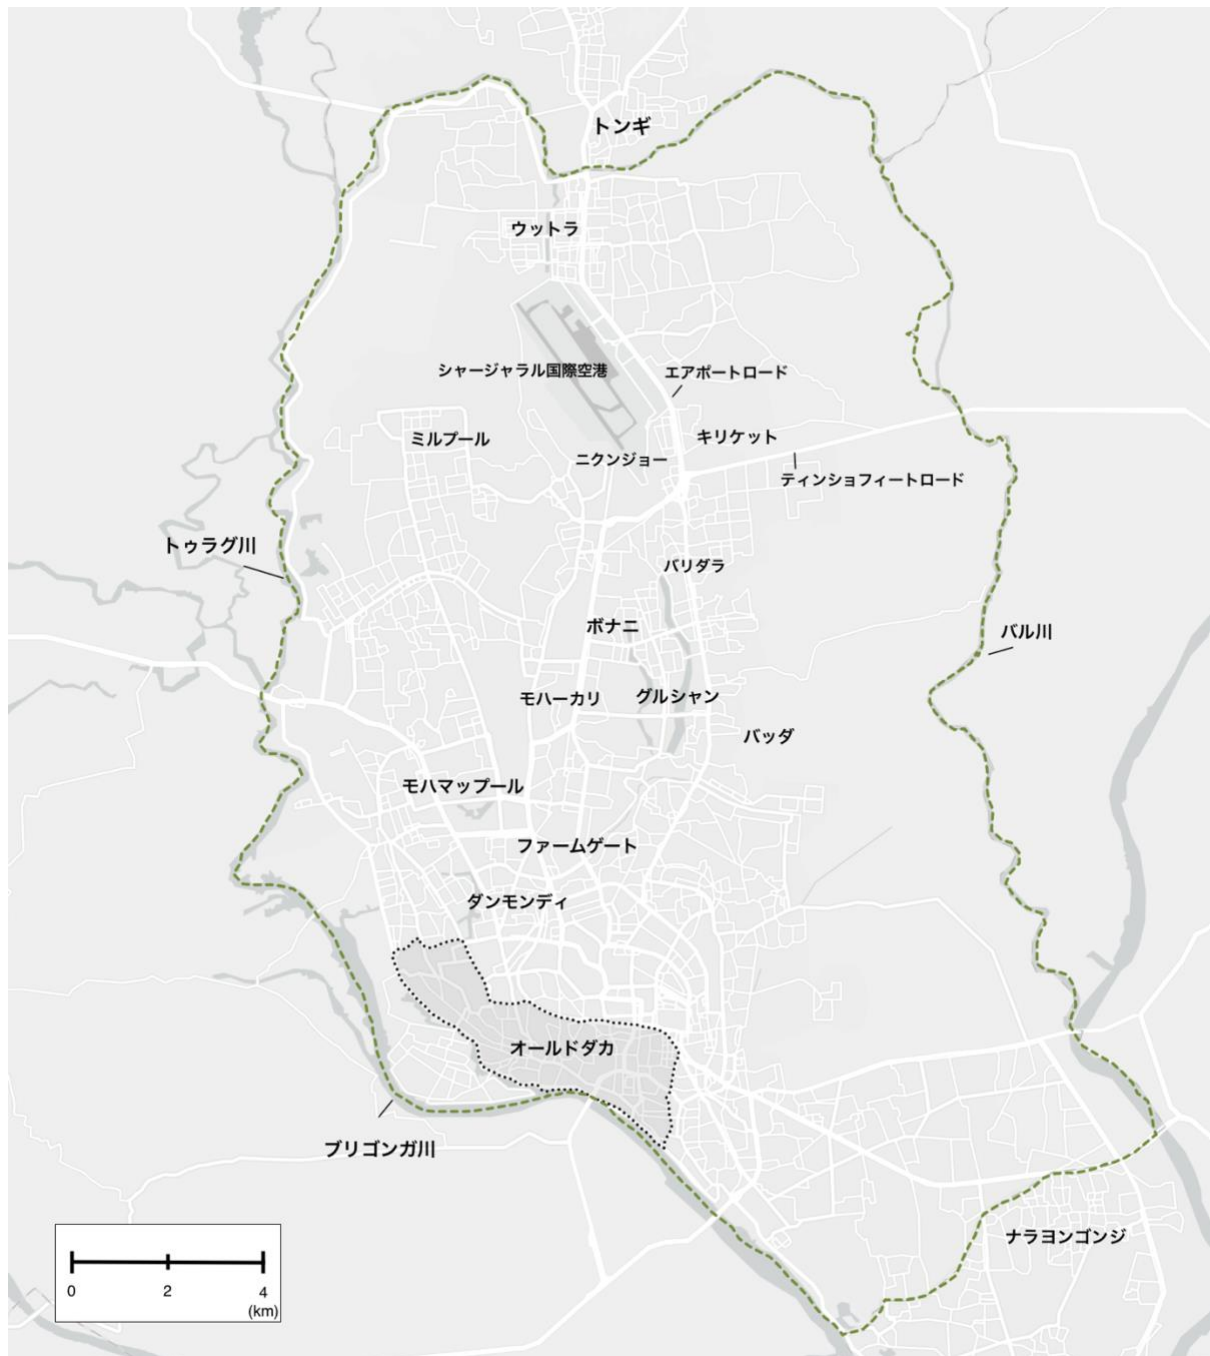 トンギ
ウットラ
シャージャラル国際空港
エアポートロード
ミルプール
キリケット
ニクンジョー
ティンショフィートロード
トゥラグ川
バリダラ
ボナニ
バル川
モハーカリ
グルシャン
バッダ
モハマップール
ファームゲート
ダンモンディ
オールドダカ
ブリゴンガ川
ナラヨンゴンジ
0 2 4
(km)